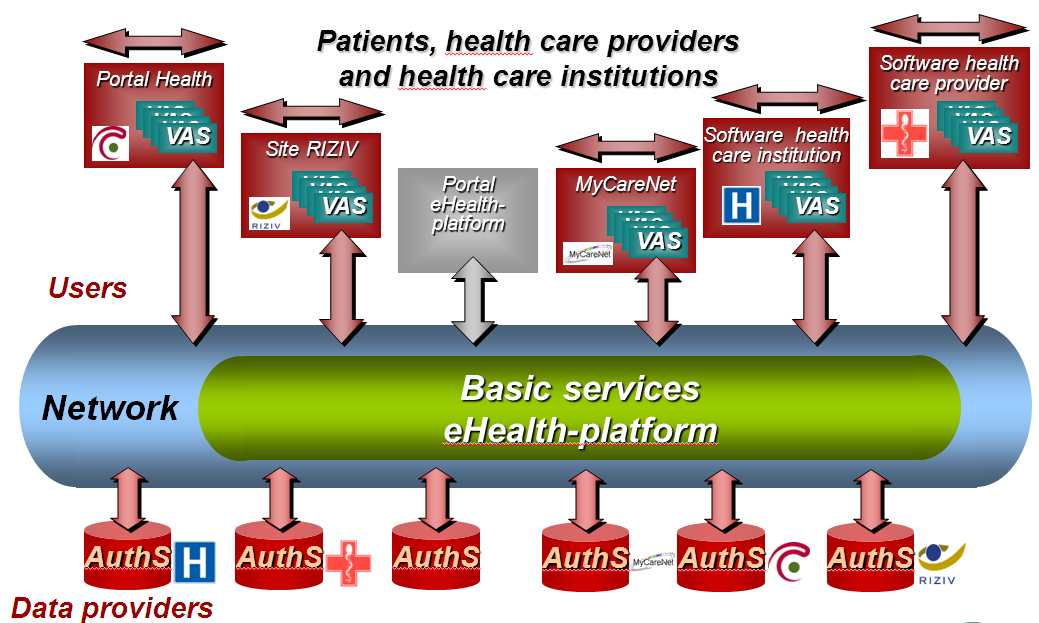 Patients, health care providers
and health care institutions
Portal Health
VAS
Site RIZIV
VAS
RIZIV
Portal
eHealth-
platform
MyCareNet
VAS
MyCareNet
Software health
care institution
H
VAS
Software health
care provider
VAS
Users
Network
Basic services
eHealth-platform
AuthS
H
AuthS
AuthS
AuthS
MyCareNet
AuthS
AuthS
RIZIV
Data providers